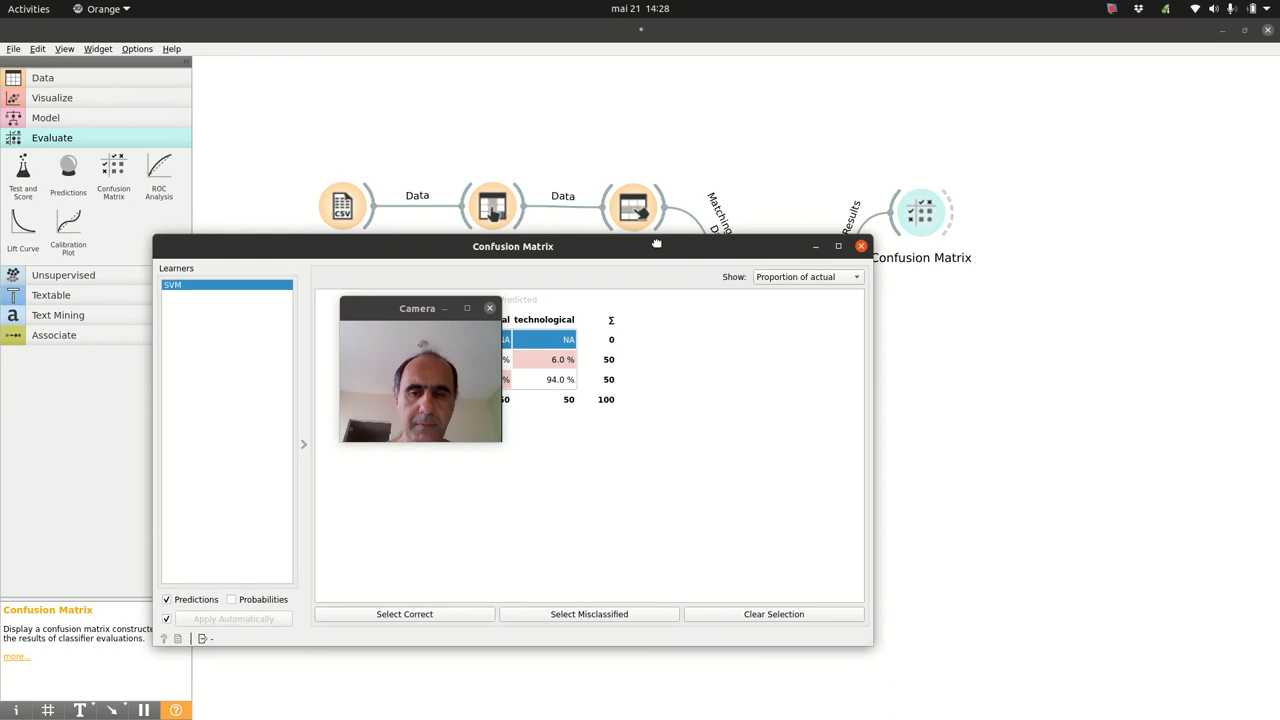 Activities
Orange
mai 21 14:28
File Edit View Widget Options Help
Data
Visualize
Model
Evaluate
Test and Score
Predictions
Confusion Matrix
ROC Analysis
Lift Curve
Calibration Plot
Unsupervised
Textable
Text Mining
Associate
CSV
Data
Data
Matching
Results
Confusion Matrix
Confusion Matrix
Learners
SVM
Show: Proportion of actual
Camera
technological Σ
NA 0
% 6.0 % 50
% 94.0 % 50
50 100
Predictions
Probabilities
Apply Automatically
Select Correct
Select Misclassified
Clear Selection
Confusion Matrix
Display a confusion matrix
the results of classifier evaluations.
more...